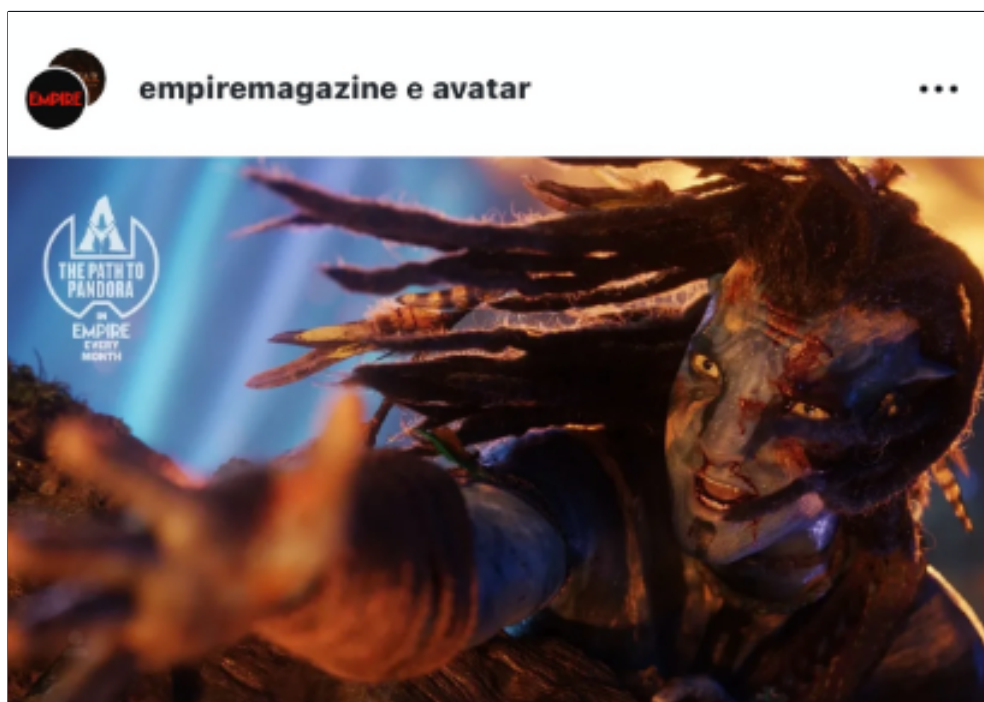 EMPIRE
empiremagazine e avatar
THE PATH TO
PANDORA
IN
EMPIRE
EVERY
MONTH